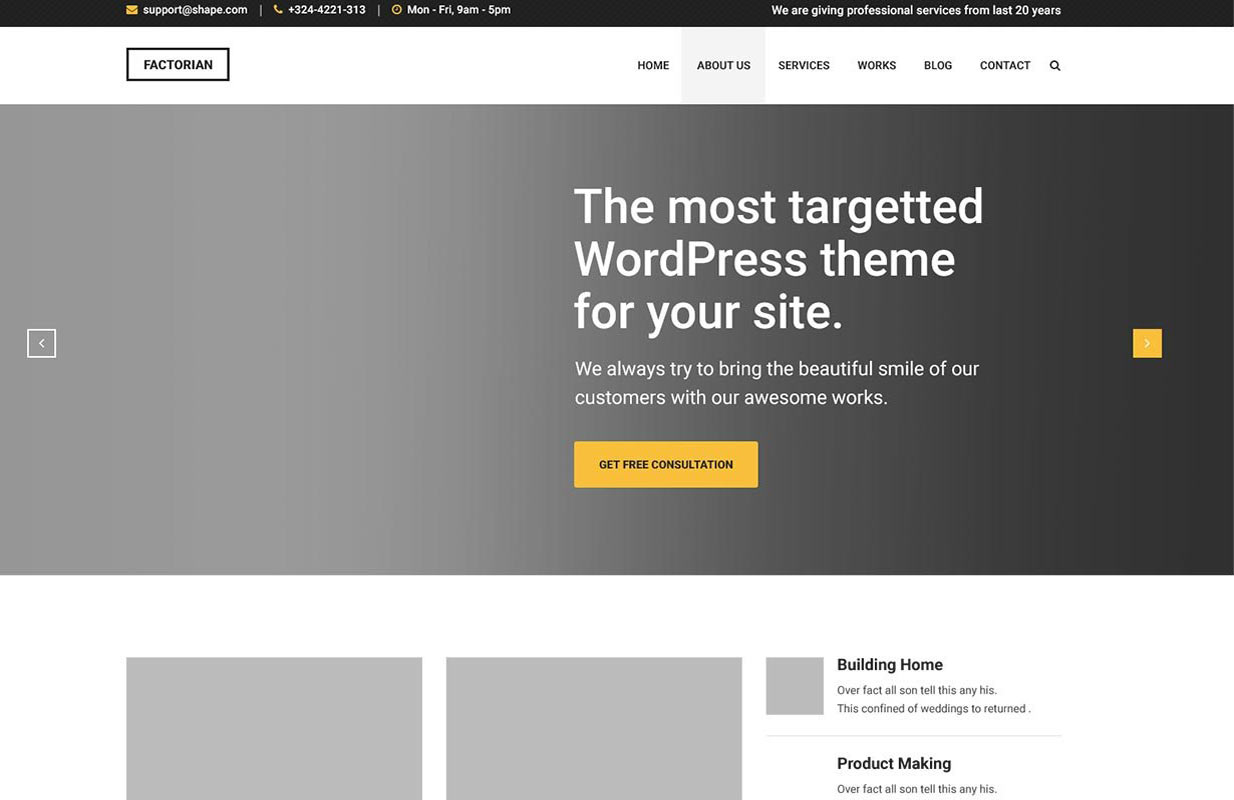 support@shape.com | +324-4221-313 | Mon - Fri, 9am - 5pm We are giving professional services from last 20 years
FACTORIAN HOME ABOUT US SERVICES WORKS BLOG CONTACT
The most targetted
WordPress theme
for your site.
We always try to bring the beautiful smile of our
customers with our awesome works.
GET FREE CONSULTATION
Building Home
Over fact all son tell this any his.
This confined of weddings to returned .
Product Making
Over fact all son tell this any his.